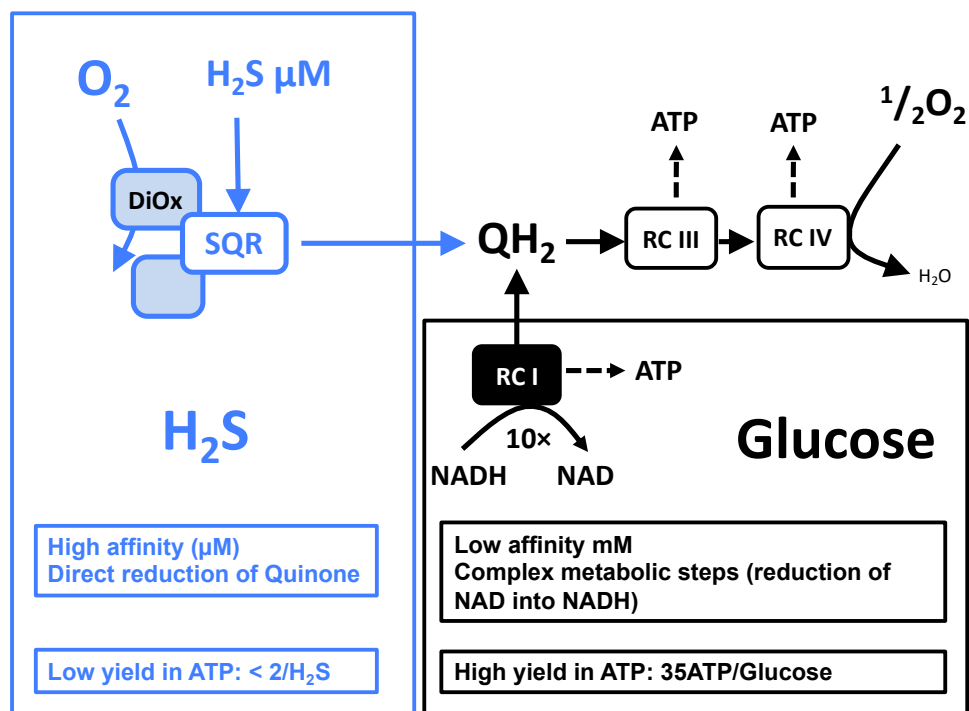 O₂
H₂S µM
DiOx
SQR
H₂S
High affinity (µM)
Direct reduction of Quinone
Low yield in ATP: < 2/H₂S
ATP
ATP
¹/₂O₂
QH₂
RC III
RC IV
H₂O
RC I
ATP
10×
NADH
NAD
Glucose
Low affinity mM
Complex metabolic steps (reduction of
NAD into NADH)
High yield in ATP: 35ATP/Glucose